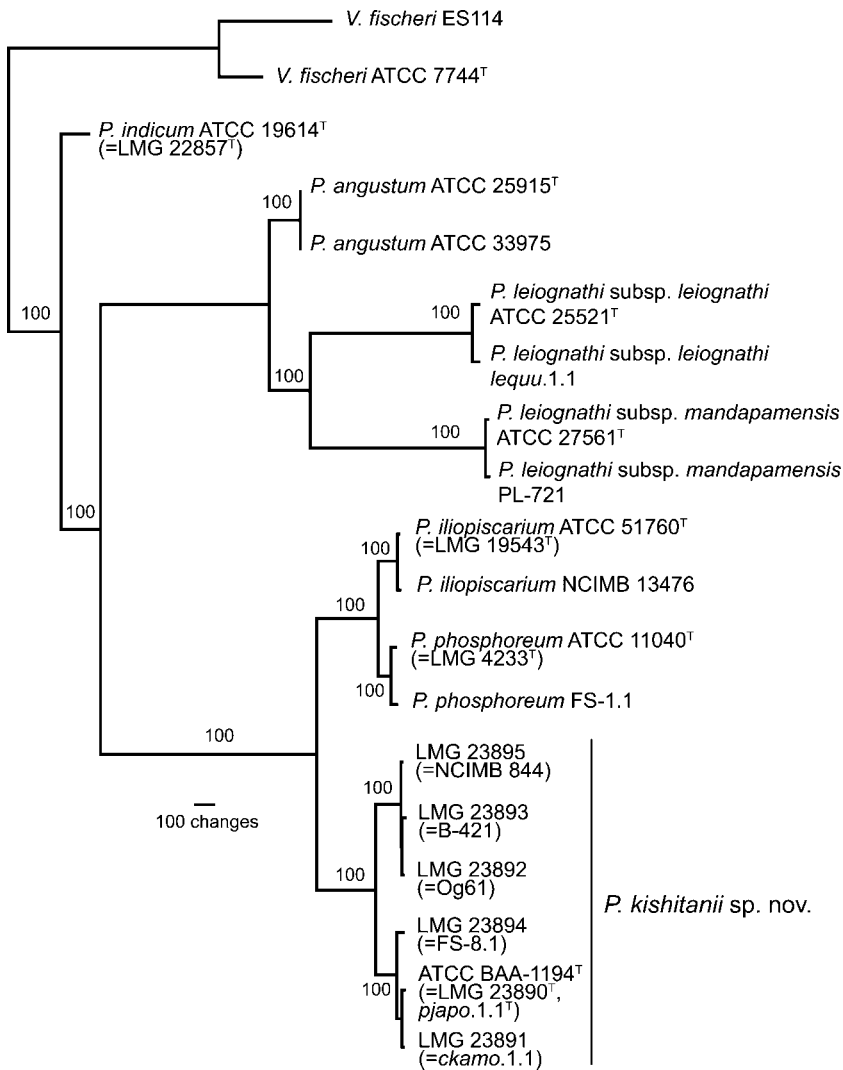 V. fischeri ES114
V. fischeri ATCC 7744ᵀ
P. indicum ATCC 19614ᵀ
(=LMG 22857ᵀ)
P. angustum ATCC 25915ᵀ
100
P. angustum ATCC 33975
P. leiognathi subsp. leiognathi
100
ATCC 25521ᵀ
100
P. leiognathi subsp. leiognathi
lequu.1.1
100
P. leiognathi subsp. mandapamensis
100
ATCC 27561ᵀ
P. leiognathi subsp. mandapamensis
PL-721
100
P. iliopiscarium ATCC 51760ᵀ
(=LMG 19543ᵀ)
100
P. iliopiscarium NCIMB 13476
100
P. phosphoreum ATCC 11040ᵀ
(=LMG 4233ᵀ)
100
P. phosphoreum FS-1.1
100
LMG 23895
(=NCIMB 844)
100
LMG 23893
(=B-421)
100 changes
LMG 23892
(=Og61)
100
P. kishitanii sp. nov.
LMG 23894
(=FS-8.1)
ATCC BAA-1194ᵀ
(=LMG 23890ᵀ,
pjapo.1.1ᵀ)
100
LMG 23891
(=ckamo.1.1)